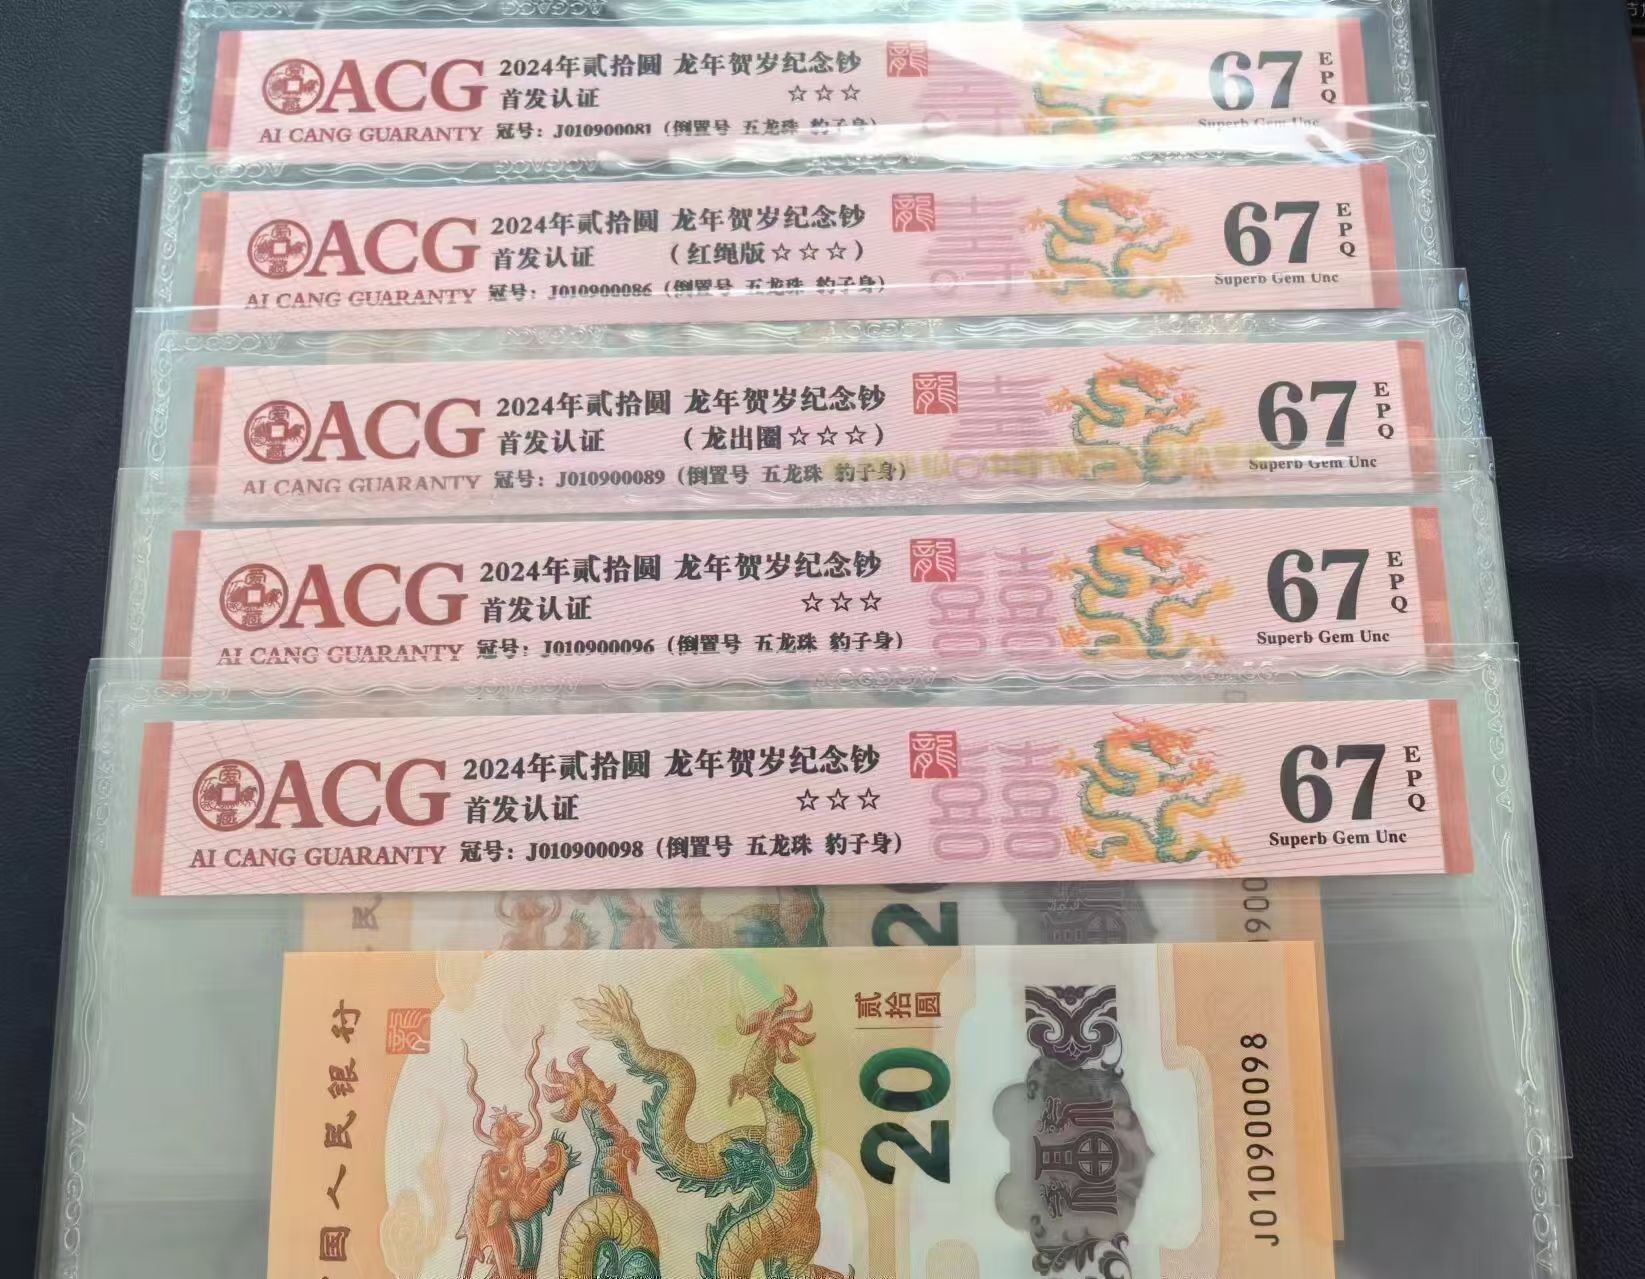 ACG 2024年贰拾圆 龙年贺岁纪念钞 67 EPQ
首发认证 ☆☆☆
AI CANG GUARANTY 冠号：J010900081（倒置号 五龙珠 豹子身） Superb Gem Unc
ACG 2024年贰拾圆 龙年贺岁纪念钞 67 EPQ
首发认证 （红绳版☆☆☆）
AI CANG GUARANTY 冠号：J010900086（倒置号 五龙珠 豹子身） Superb Gem Unc
ACG 2024年贰拾圆 龙年贺岁纪念钞 67 EPQ
首发认证 （龙出圈☆☆☆）
AI CANG GUARANTY 冠号：J010900089（倒置号 五龙珠 豹子身） Superb Gem Unc
ACG 2024年贰拾圆 龙年贺岁纪念钞 67 EPQ
首发认证 ☆☆☆
AI CANG GUARANTY 冠号：J010900096（倒置号 五龙珠 豹子身） Superb Gem Unc
ACG 2024年贰拾圆 龙年贺岁纪念钞 67 EPQ
首发认证 ☆☆☆
AI CANG GUARANTY 冠号：J010900098（倒置号 五龙珠 豹子身） Superb Gem Unc
国人民银行
贰拾圆
20
福
J010900098